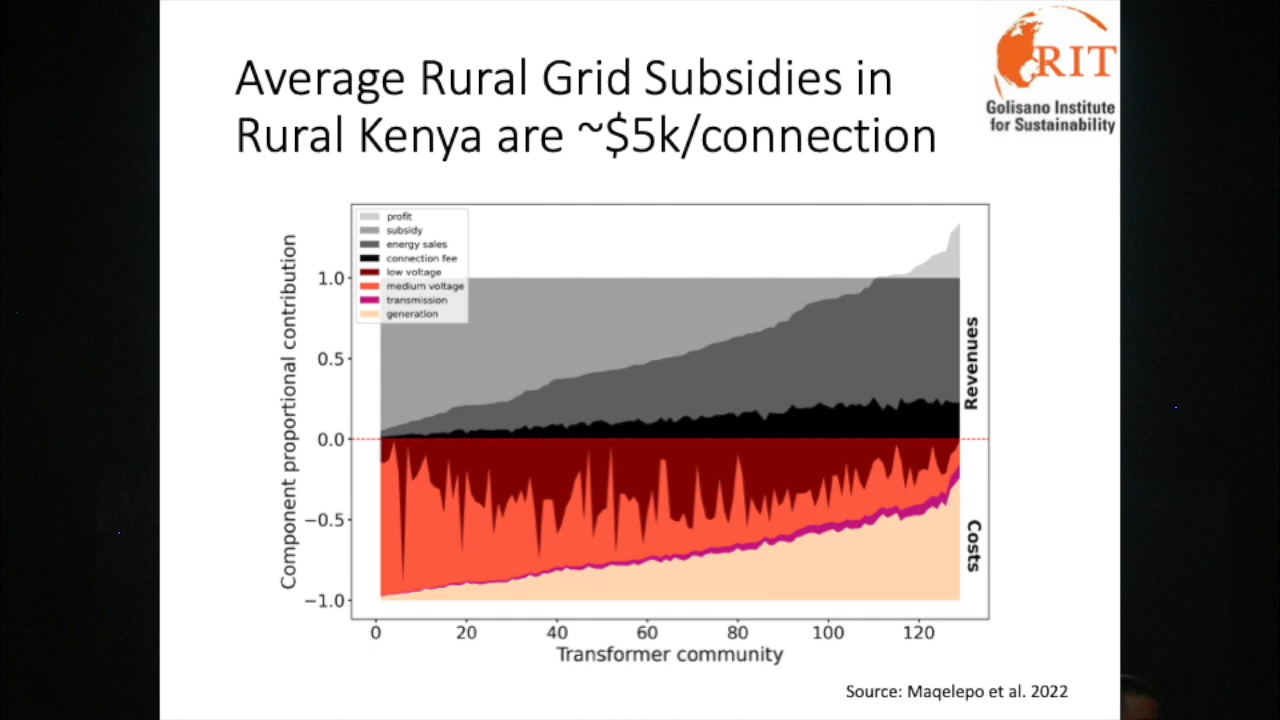 Average Rural Grid Subsidies in
Rural Kenya are ~$5k/connection
RIT
Golisano Institute
for Sustainability
profit
subsidy
energy sales
connection fee
low voltage
medium voltage
transmission
generation
Component proportional contribution
1.0
0.5
0.0
−0.5
−1.0
Revenues
Costs
0 20 40 60 80 100 120
Transformer community
Source: Maqelepo et al. 2022